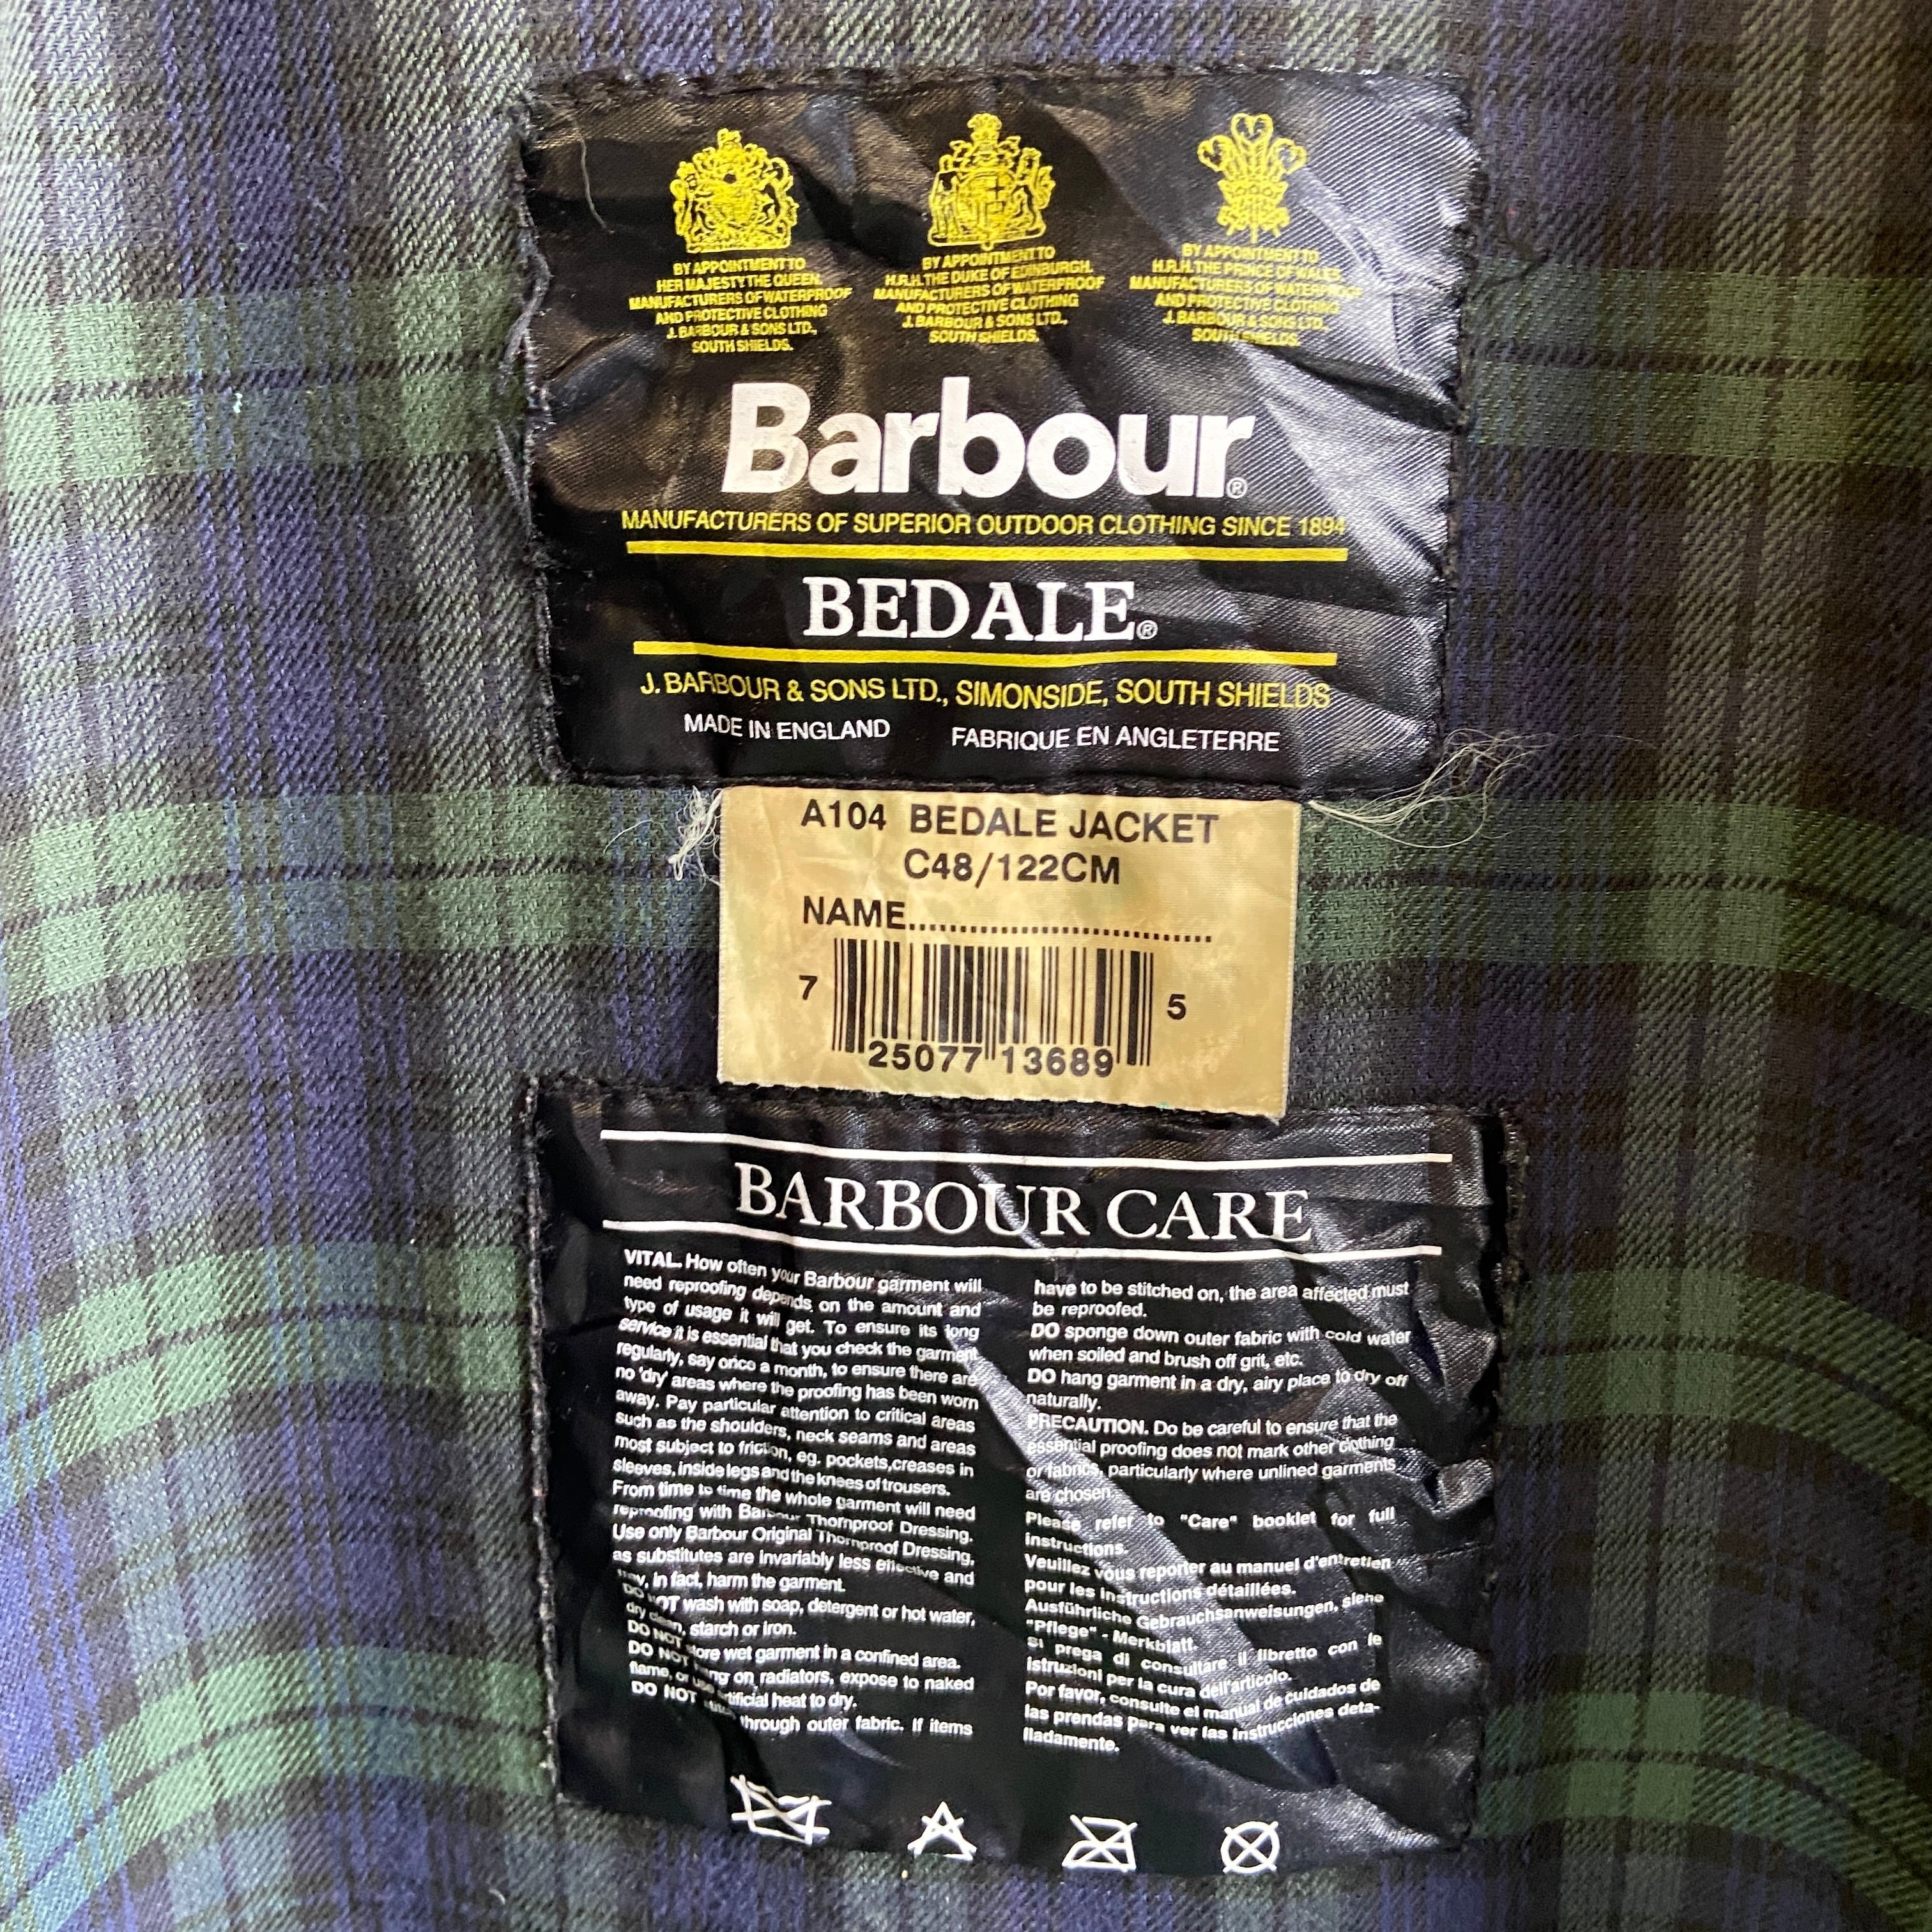 BY APPOINTMENT TO
HER MAJESTY THE QUEEN.
MANUFACTURERS OF WATERPROOF
AND PROTECTIVE CLOTHING
J. BARBOUR & SONS LTD.,
SOUTH SHIELDS.
BY APPOINTMENT TO
H.R.H. THE DUKE OF EDINBURGH.
MANUFACTURERS OF WATERPROOF
AND PROTECTIVE CLOTHING
J. BARBOUR & SONS LTD.,
SOUTH SHIELDS.
BY APPOINTMENT TO
H.R.H. THE PRINCE OF WALES
MANUFACTURERS OF WATERPROOF
AND PROTECTIVE CLOTHING
J. BARBOUR & SONS LTD.,
SOUTH SHIELDS.
Barbour®
MANUFACTURERS OF SUPERIOR OUTDOOR CLOTHING SINCE 1894
BEDALE®
J. BARBOUR & SONS LTD., SIMONSIDE, SOUTH SHIELDS
MADE IN ENGLAND FABRIQUE EN ANGLETERRE
A104 BEDALE JACKET
C48/122CM
NAME..............................
7 25077 13689 5
BARBOUR CARE
VITAL. How often your Barbour garment will
need reproofing depends on the amount and
type of usage it will get. To ensure its long
service it is essential that you check the garment
regularly, say once a month, to ensure there are
no 'dry' areas where the proofing has been worn
away. Pay particular attention to critical areas
such as the shoulders, neck seams and areas
most subject to friction, eg. pockets,creases in
sleeves, inside legs and the knees of trousers.
From time to time the whole garment will need
reproofing with Barbour Thornproof Dressing.
Use only Barbour Original Thornproof Dressing,
as substitutes are invariably less effective and
may, in fact, harm the garment.
DO NOT wash with soap, detergent or hot water,
dry clean, starch or iron.
DO NOT store wet garment in a confined area.
DO NOT hang on radiators, expose to naked
flame, or use artificial heat to dry.
DO NOT stitch through outer fabric. If items
have to be stitched on, the area affected must
be reproofed.
DO sponge down outer fabric with cold water
when soiled and brush off grit, etc.
DO hang garment in a dry, airy place to dry off
naturally.
PRECAUTION. Do be careful to ensure that the
essential proofing does not mark other clothing
or fabrics, particularly where unlined garments
are chosen.
Please refer to "Care" booklet for full
instructions.
Veuillez vous reporter au manuel d'entretien
pour les instructions détaillées.
Ausführliche Gebrauchsanweisungen, siehe
"Pflege" - Merkblatt.
Si prega di consultare il libretto con le
istruzioni per la cura dell'articolo.
Por favor, consulte el manual de cuidados de
las prendas para ver las instrucciones deta-
lladamente.